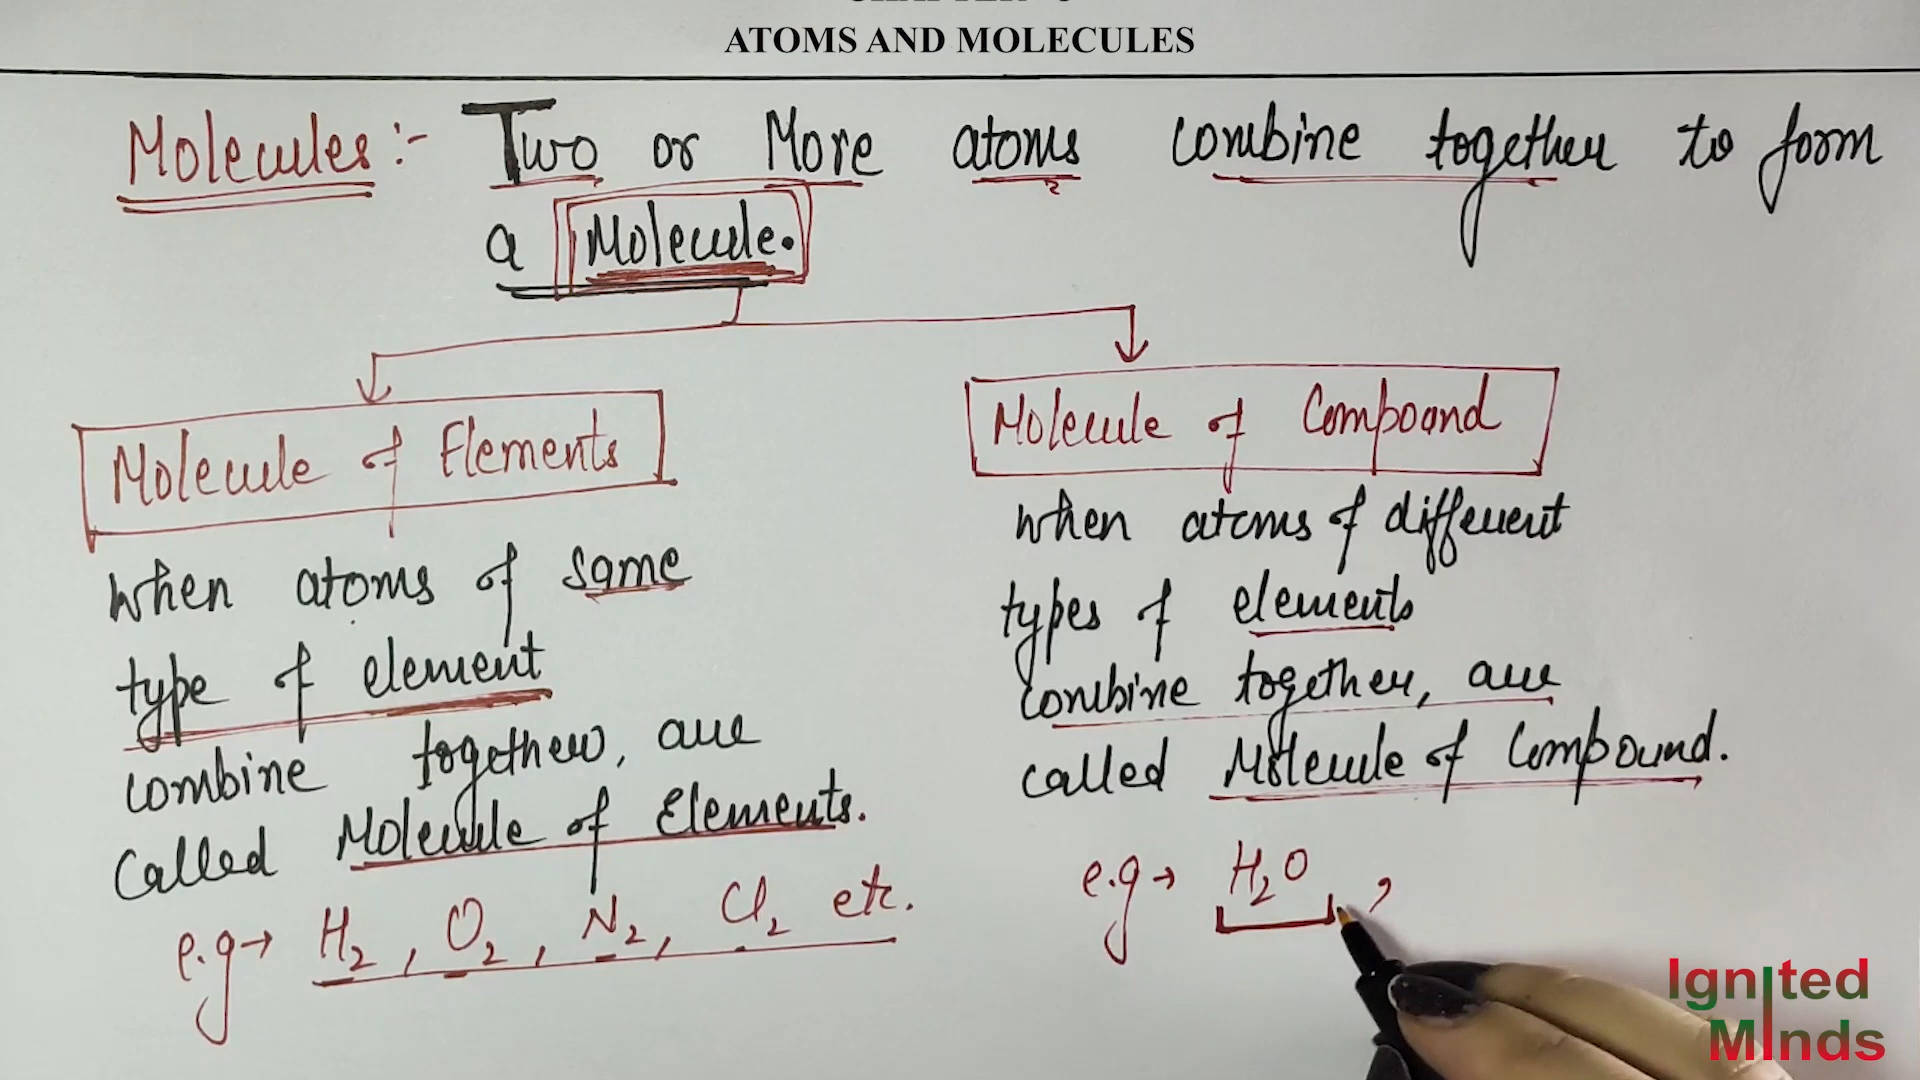 ATOMS AND MOLECULES
Molecules:- Two or More atoms combine together to form
a Molecule.
Molecule of Elements
When atoms of same
type of element
combine together, are
Called Molecule of Elements.
e.g→ H2, O2, N2, Cl2 etc.
Molecule of Compound
When atoms of different
types of elements
combine together, are
called Molecule of Compound.
e.g→ H2O ,
Ignited
Minds